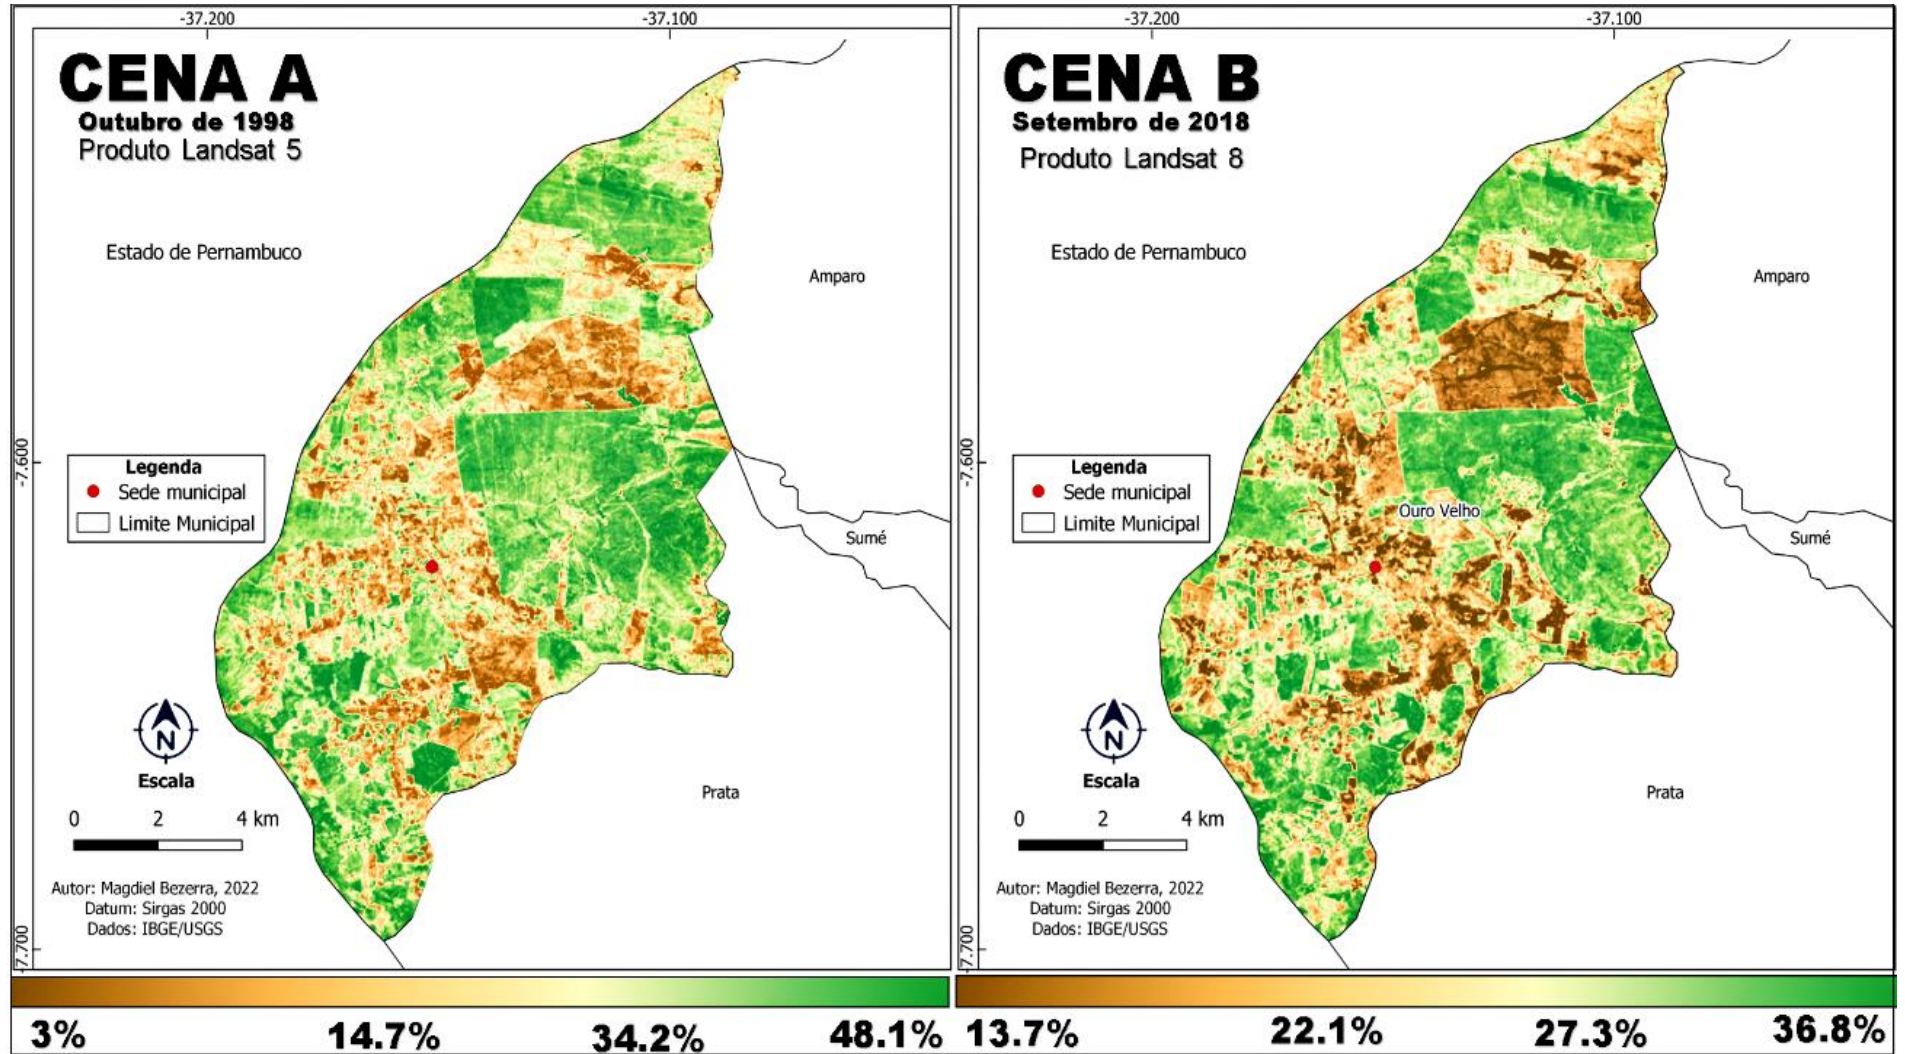 -37.200
-37.100
CENA A
Outubro de 1998
Produto Landsat 5
Estado de Pernambuco
Amparo
-7.600
Legenda
Sede municipal
Limite Municipal
Sumé
N
Escala
0 2 4 km
Prata
Autor: Magdiel Bezerra, 2022
Datum: Sirgas 2000
Dados: IBGE/USGS
-7.700
3% 14.7% 34.2% 48.1%
-37.200
-37.100
CENA B
Setembro de 2018
Produto Landsat 8
Estado de Pernambuco
Amparo
-7.600
Legenda
Sede municipal
Limite Municipal
Ouro Velho
Sumé
N
Escala
0 2 4 km
Prata
Autor: Magdiel Bezerra, 2022
Datum: Sirgas 2000
Dados: IBGE/USGS
-7.700
13.7% 22.1% 27.3% 36.8%